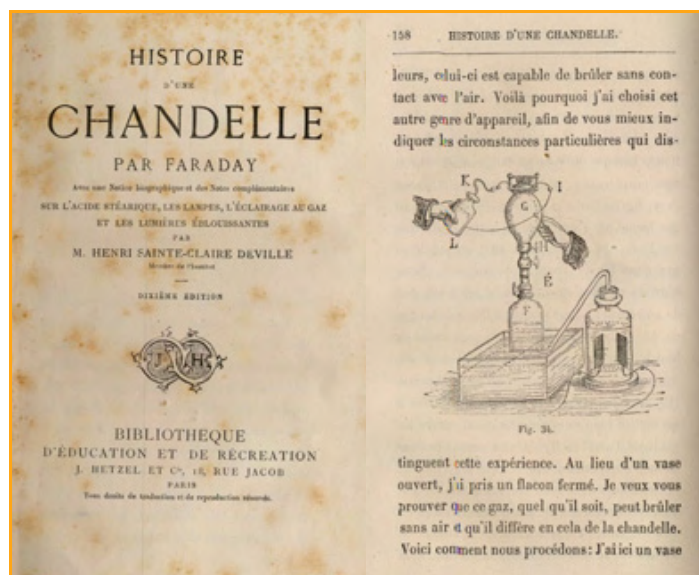 HISTOIRE
D'UNE
CHANDELLE
PAR FARADAY
Avec une Notice biographique et des Notes complémentaires
SUR L'ACIDE STÉARIQUE, LES LAMPES, L'ÉCLAIRAGE AU GAZ
ET LES LUMIÈRES ÉBLOUISSANTES
PAR
M. HENRI SAINTE-CLAIRE DEVILLE
Membre de l'Institut
DIXIÈME ÉDITION
J H
BIBLIOTHEQUE
D'ÉDUCATION ET DE RÉCRÉATION
J. HETZEL ET Cie, 18, RUE JACOB
PARIS
Tous droits de traduction et de reproduction réservés.
158 HISTOIRE D'UNE CHANDELLE.
leurs, celui-ci est capable de brûler sans con-
tact avec l'air. Voilà pourquoi j'ai choisi cet
autre genre d'appareil, afin de vous mieux in-
diquer les circonstances particulières qui dis-
K I
G
L
H
É
F
Fig. 34.
tinguent cette expérience. Au lieu d'un vase
ouvert, j'ai pris un flacon fermé. Je veux vous
prouver que ce gaz, quel qu'il soit, peut brûler
sans air et qu'il diffère en cela de la chandelle.
Voici comment nous procédons: J'ai ici un vase